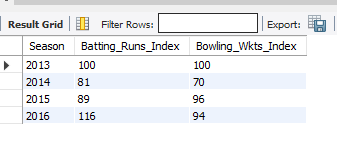 Result Grid Filter Rows: Export:
Season Batting_Runs_Index Bowling_Wkts_Index
2013 100 100
2014 81 70
2015 89 96
2016 116 94